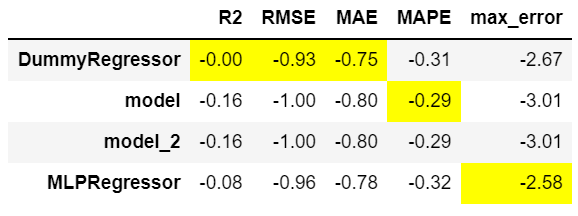 R2 RMSE MAE MAPE max_error
DummyRegressor -0.00 -0.93 -0.75 -0.31 -2.67
model -0.16 -1.00 -0.80 -0.29 -3.01
model_2 -0.16 -1.00 -0.80 -0.29 -3.01
MLPRegressor -0.08 -0.96 -0.78 -0.32 -2.58